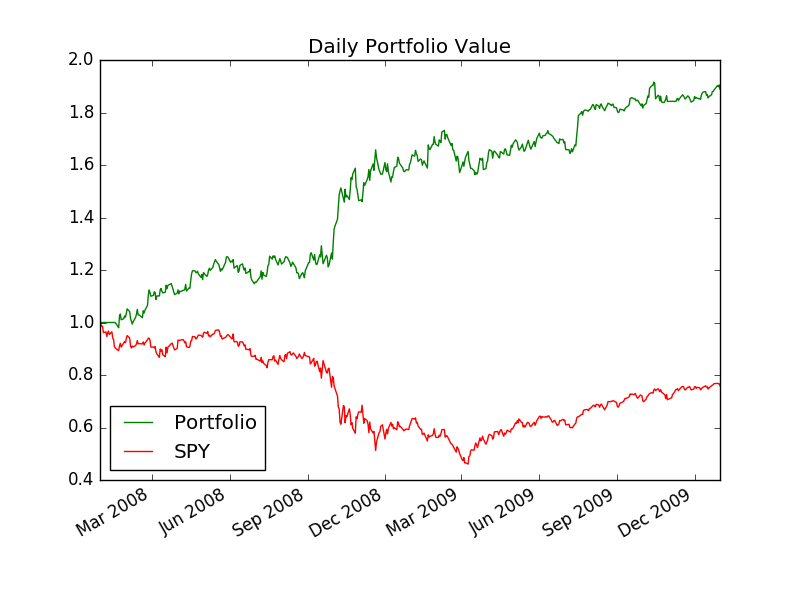 Daily Portfolio Value
2.0
1.8
1.6
1.4
1.2
1.0
0.8
0.6
0.4
Portfolio
SPY
Mar 2008
Jun 2008
Sep 2008
Dec 2008
Mar 2009
Jun 2009
Sep 2009
Dec 2009